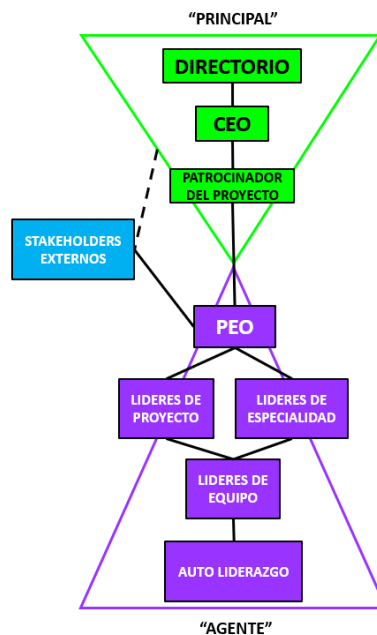 “PRINCIPAL”
DIRECTORIO
CEO
PATROCINADOR
DEL PROYECTO
STAKEHOLDERS
EXTERNOS
PEO
LIDERES DE
PROYECTO
LIDERES DE
ESPECIALIDAD
LIDERES DE
EQUIPO
AUTO LIDERAZGO
“AGENTE”